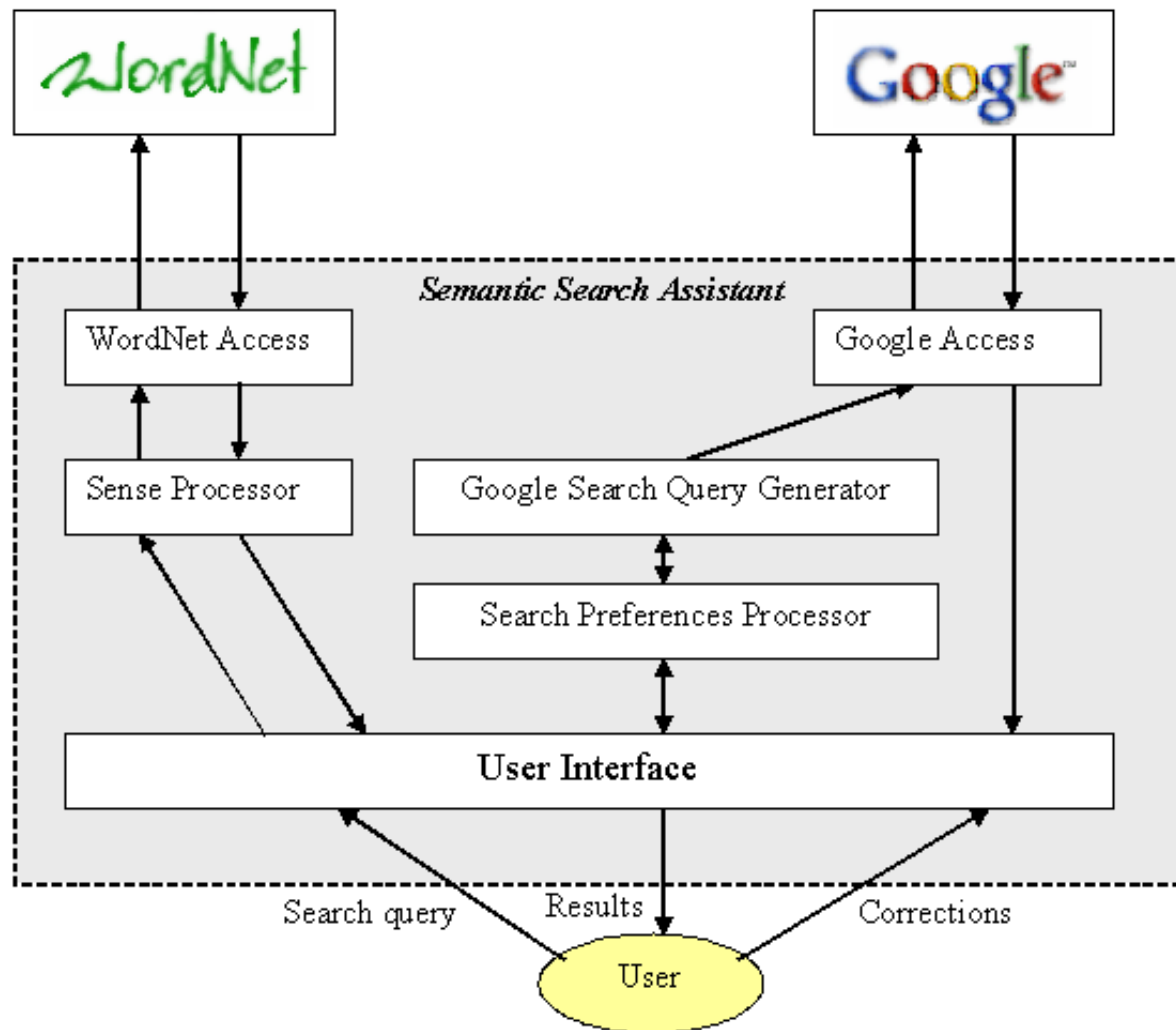 WordNet
Google™
Semantic Search Assistant
WordNet Access
Google Access
Sense Processor
Google Search Query Generator
Search Preferences Processor
User Interface
Search query
Results
Corrections
User